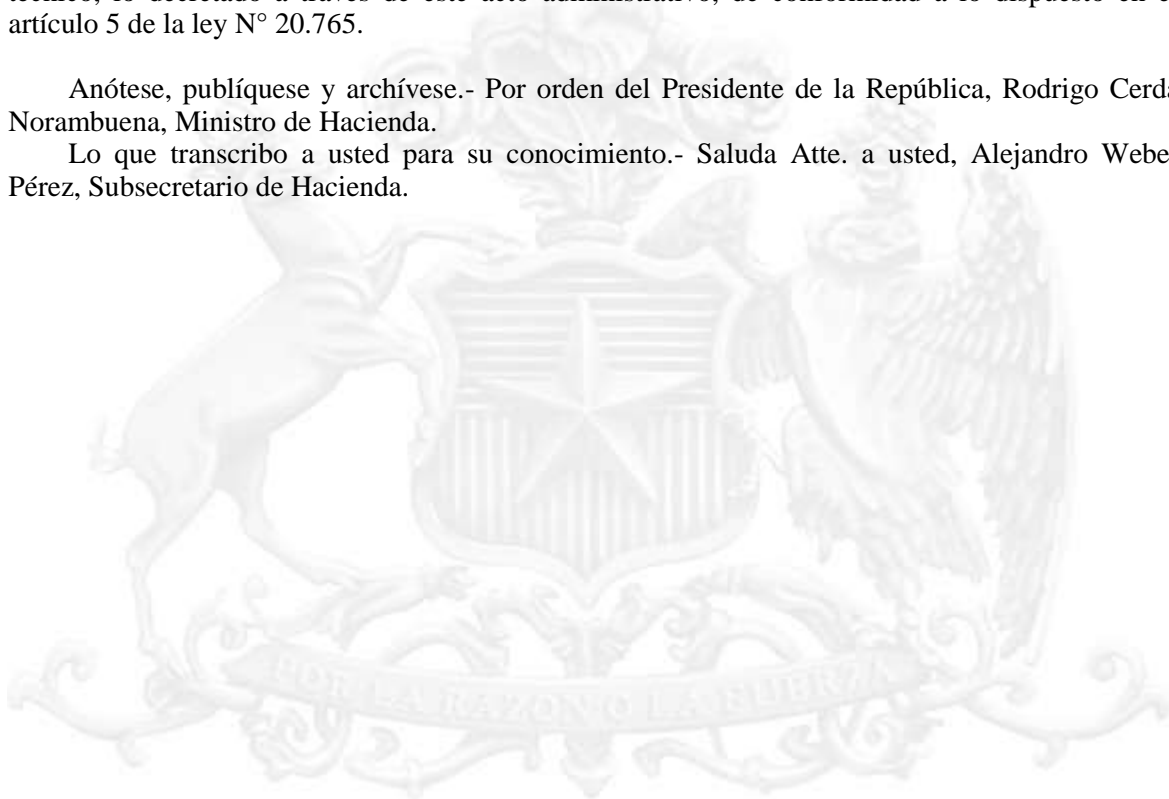 técnico, lo decretado a través de este acto administrativo, de conformidad a lo dispuesto en e
artículo 5 de la ley N° 20.765.
Anótese, publíquese y archívese.- Por orden del Presidente de la República, Rodrigo Cerda
Norambuena, Ministro de Hacienda.
Lo que transcribo a usted para su conocimiento.- Saluda Atte. a usted, Alejandro Webe
Pérez, Subsecretario de Hacienda.
POR LA RAZON O LA FUERZA